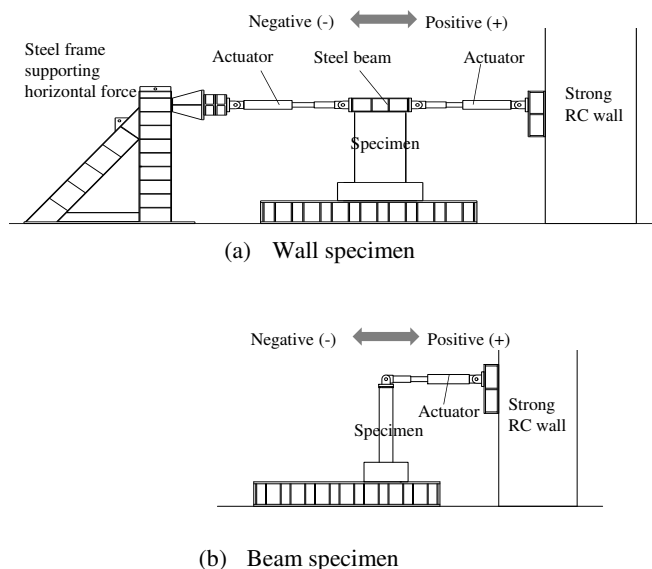 Negative (-) Positive (+)
Steel frame
supporting
horizontal force
Actuator
Steel beam
Actuator
Strong
RC wall
Specimen
(a) Wall specimen
Negative (-) Positive (+)
Actuator
Strong
RC wall
Specimen
(b) Beam specimen